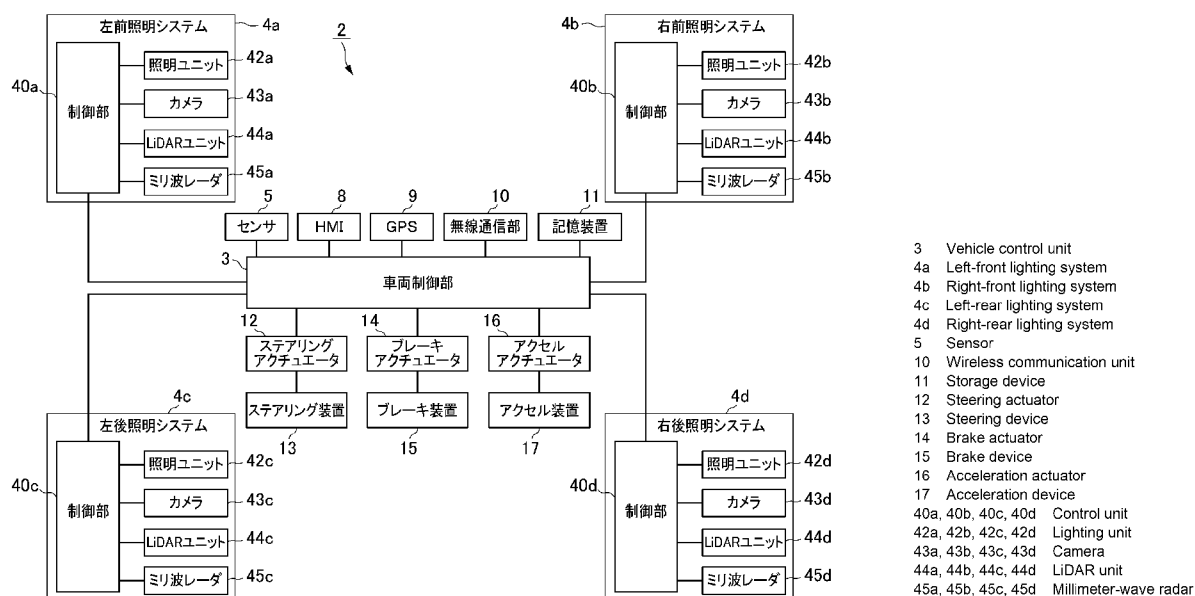 左前照明システム
4a
2
40a
制御部
照明ユニット
42a
カメラ
43a
LiDARユニット
44a
ミリ波レーダ
45a
4b
右前照明システム
40b
制御部
照明ユニット
42b
カメラ
43b
LiDARユニット
44b
ミリ波レーダ
45b
5
8
9
10
11
センサ
HMI
GPS
無線通信部
記憶装置
3
車両制御部
12
14
16
ステアリング
アクチュエータ
ブレーキ
アクチュエータ
アクセル
アクチュエータ
ステアリング装置
ブレーキ装置
アクセル装置
13
15
17
4c
左後照明システム
40c
制御部
照明ユニット
42c
カメラ
43c
LiDARユニット
44c
ミリ波レーダ
45c
4d
右後照明システム
40d
制御部
照明ユニット
42d
カメラ
43d
LiDARユニット
44d
ミリ波レーダ
45d
3 Vehicle control unit
4a Left-front lighting system
4b Right-front lighting system
4c Left-rear lighting system
4d Right-rear lighting system
5 Sensor
10 Wireless communication unit
11 Storage device
12 Steering actuator
13 Steering device
14 Brake actuator
15 Brake device
16 Acceleration actuator
17 Acceleration device
40a, 40b, 40c, 40d Control unit
42a, 42b, 42c, 42d Lighting unit
43a, 43b, 43c, 43d Camera
44a, 44b, 44c, 44d LiDAR unit
45a, 45b, 45c, 45d Millimeter-wave radar